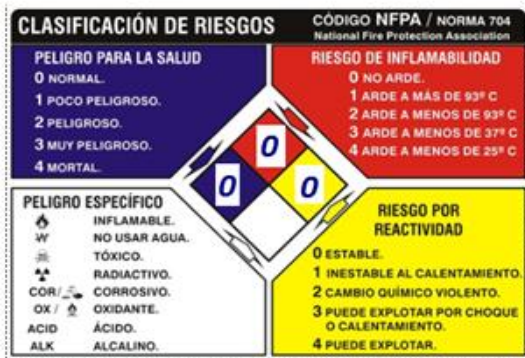 CLASIFICACIÓN DE RIESGOS
CÓDIGO NFPA / NORMA 704
National Fire Protection Association
PELIGRO PARA LA SALUD
0 NORMAL.
1 POCO PELIGROSO.
2 PELIGROSO.
3 MUY PELIGROSO.
4 MORTAL.
RIESGO DE INFLAMABILIDAD
0 NO ARDE.
1 ARDE A MÁS DE 93º C
2 ARDE A MENOS DE 93º C
3 ARDE A MENOS DE 37º C
4 ARDE A MENOS DE 25º C
0
0
0
PELIGRO ESPECÍFICO
INFLAMABLE.
W NO USAR AGUA.
TÓXICO.
RADIACTIVO.
COR/ CORROSIVO.
OX / OXIDANTE.
ACID ÁCIDO.
ALK ALCALINO.
RIESGO POR
REACTIVIDAD
0 ESTABLE.
1 INESTABLE AL CALENTAMIENTO.
2 CAMBIO QUÍMICO VIOLENTO.
3 PUEDE EXPLOTAR POR CHOQUE
O CALENTAMIENTO.
4 PUEDE EXPLOTAR.